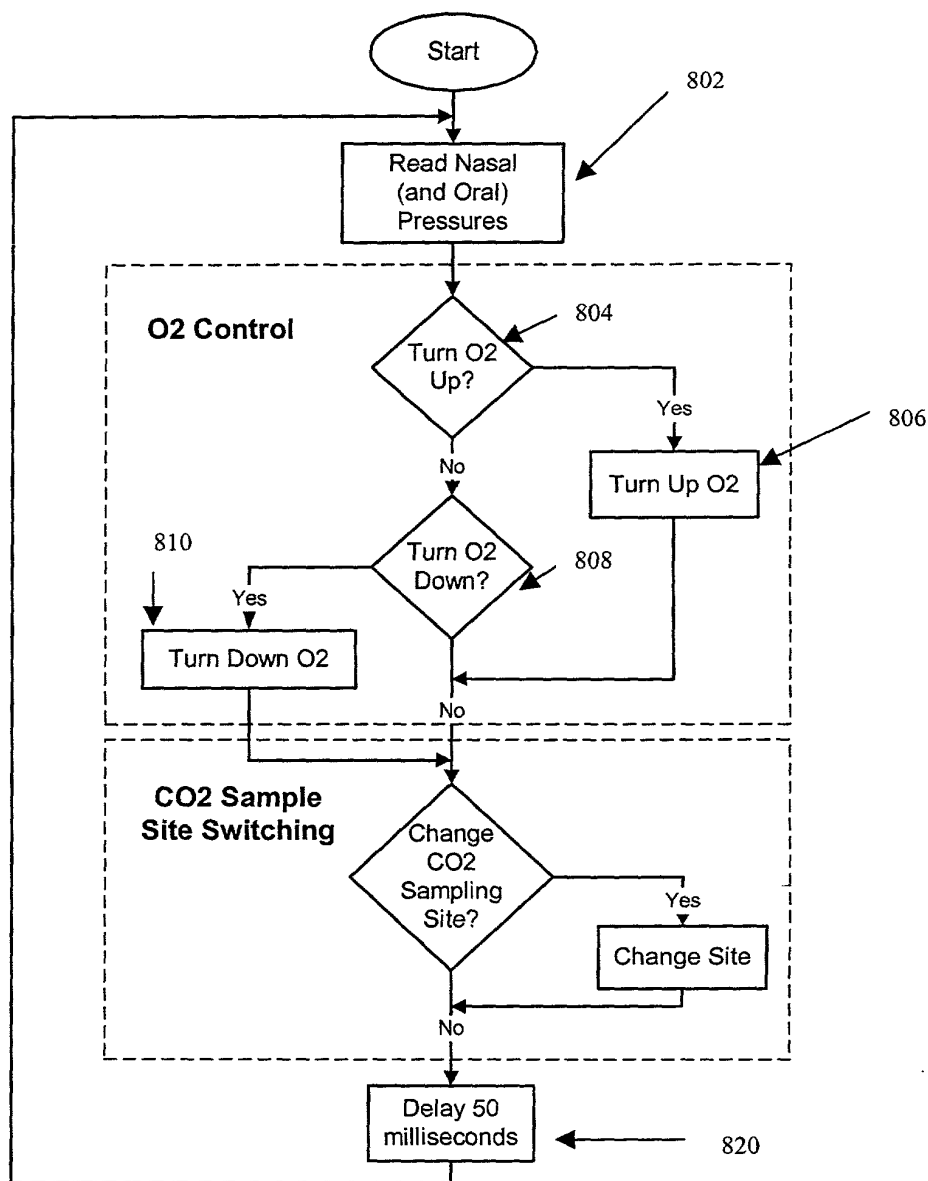 Start
802
Read Nasal
(and Oral)
Pressures
O2 Control
804
Turn O2
Up?
Yes
806
No
Turn Up O2
810
Turn O2
Down?
808
Yes
Turn Down O2
No
CO2 Sample
Site Switching
Change
CO2
Sampling
Site?
Yes
Change Site
No
Delay 50
milliseconds
820